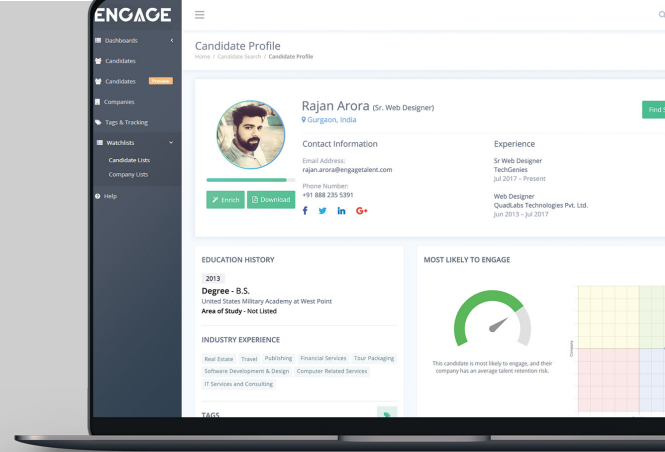 ENGAGE
Dashboards
Candidates
Candidates Preview
Companies
Tags & Tracking
Watchlists
Candidate Lists
Company Lists
Help
Candidate Profile
Home / Candidate Search / Candidate Profile
Rajan Arora (Sr. Web Designer)
Gurgaon, India
Find S
Enrich
Download
Contact Information
Email Address:
rajan.arora@engagetalent.com
Phone Number:
+91 888 235 5391
Experience
Sr Web Designer
TechGenies
Jul 2017 – Present
Web Designer
QuadLabs Technologies Pvt. Ltd.
Jun 2013 – Jul 2017
EDUCATION HISTORY
2013
Degree - B.S.
United States Military Academy at West Point
Area of Study - Not Listed
INDUSTRY EXPERIENCE
Real Estate Travel Publishing Financial Services Tour Packaging
Software Development & Design Computer Related Services
IT Services and Consulting
TAGS
MOST LIKELY TO ENGAGE
This candidate is most likely to engage, and their
company has an average talent retention risk.
Company